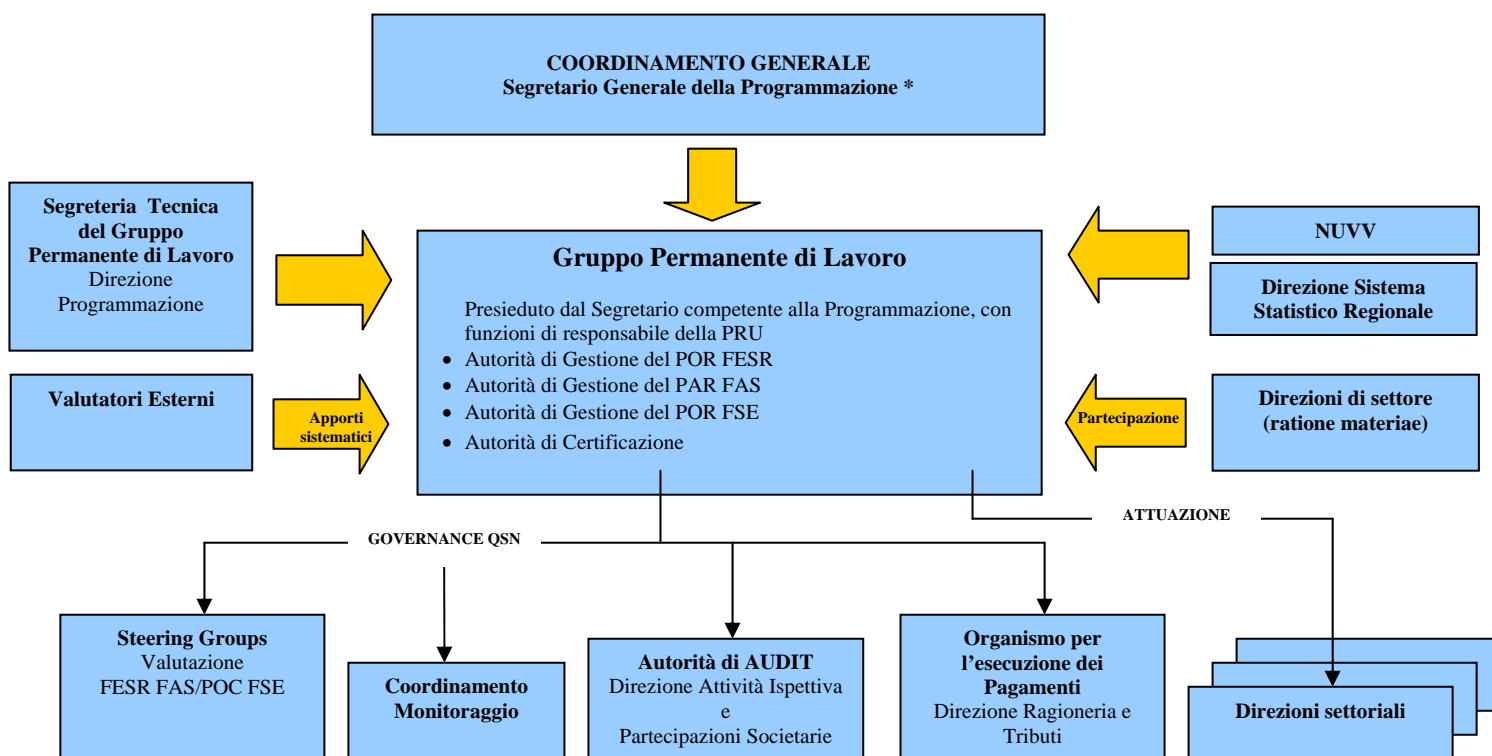 COORDINAMENTO GENERALE
Segretario Generale della Programmazione *
Segreteria Tecnica
del Gruppo
Permanente di Lavoro
Direzione
Programmazione
Gruppo Permanente di Lavoro
Presieduto dal Segretario competente alla Programmazione, con
funzioni di responsabile della PRU
• Autorità di Gestione del POR FESR
• Autorità di Gestione del PAR FAS
• Autorità di Gestione del POR FSE
• Autorità di Certificazione
NUVV
Direzione Sistema
Statistico Regionale
Valutatori Esterni
Apporti
sistematici
Partecipazione
Direzioni di settore
(ratione materiae)
GOVERNANCE QSN
ATTUAZIONE
Steering Groups
Valutazione
FESR FAS/POC FSE
Coordinamento
Monitoraggio
Autorità di AUDIT
Direzione Attività Ispettiva
e
Partecipazioni Societarie
Organismo per
l'esecuzione dei
Pagamenti
Direzione Ragioneria e
Tributi
Direzioni settoriali